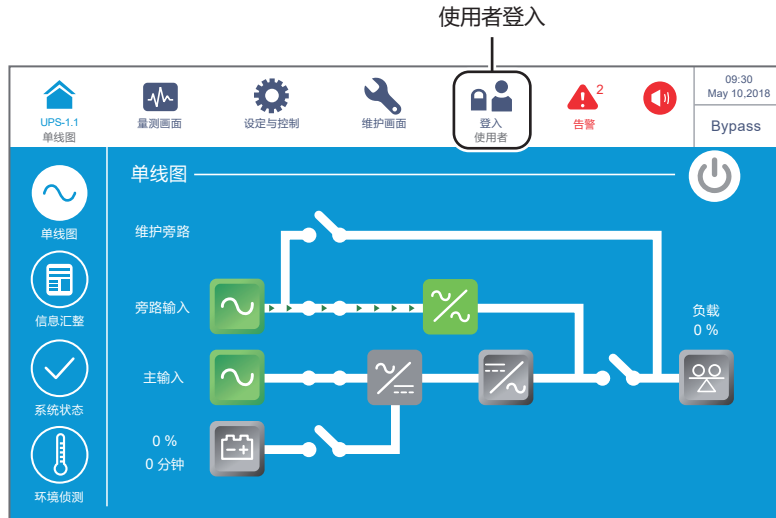 使用者登入
UPS-1.1
单线图
量测画面
设定与控制
维护画面
登入
使用者
2
告警
09:30
May 10,2018
Bypass
单线图
信息汇整
系统状态
环境侦测
单线图
维护旁路
旁路输入
主输入
0 %
0 分钟
负载
0 %